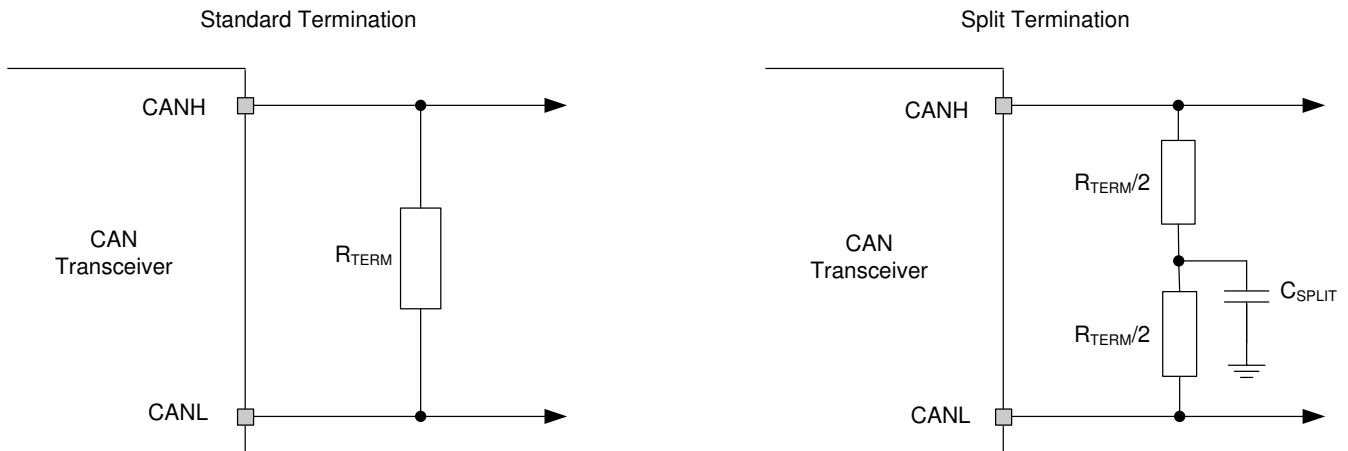 Standard Termination
CANH
CAN
Transceiver
RTERM
CANL
Split Termination
CANH
RTERM/2
CAN
Transceiver
CSPLIT
RTERM/2
CANL